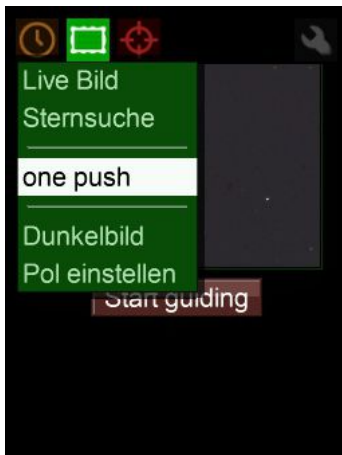 Live Bild
Sternsuche
one push
Dunkelbild
Pol einstellen
Start guiding